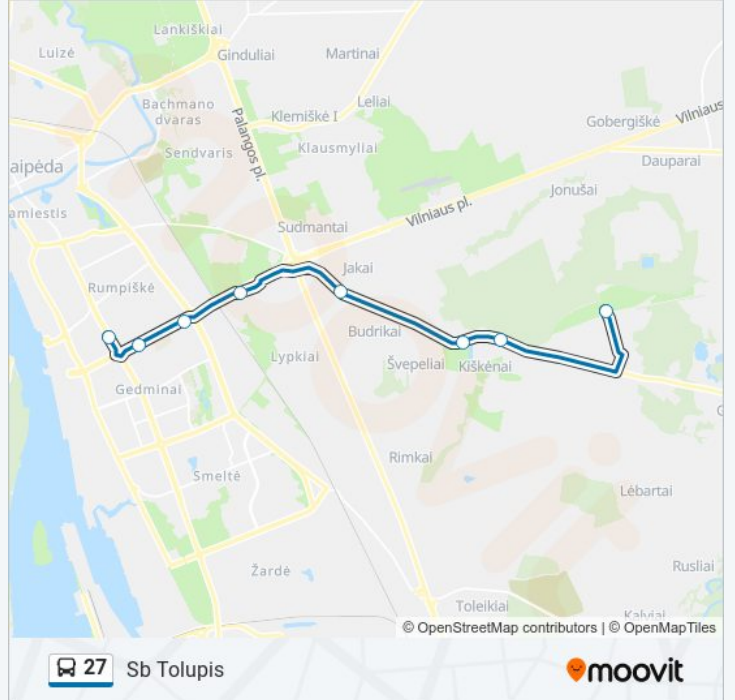 Lankiškiai
Luizė
Ginduliai
Martinai
Bachmano
dvaras
Leliai
Klemiškė I
Palangos pl.
Gobergiškė
Vilniaus
Sendvaris
Klausmyliai
aipėda
Dauparai
Jonušai
amiestis
Vilniaus pl.
Sudmantai
Jakai
Rumpiškė
Budrikai
Lypkiai
Švepeliai
Kiškėnai
Gedminai
Rimkai
Smeltė
Lėbartai
Rusliai
Žardė
Toleikiai
Kalviai
© OpenStreetMap contributors | © OpenMapTiles
27 Sb Tolupis
moovit